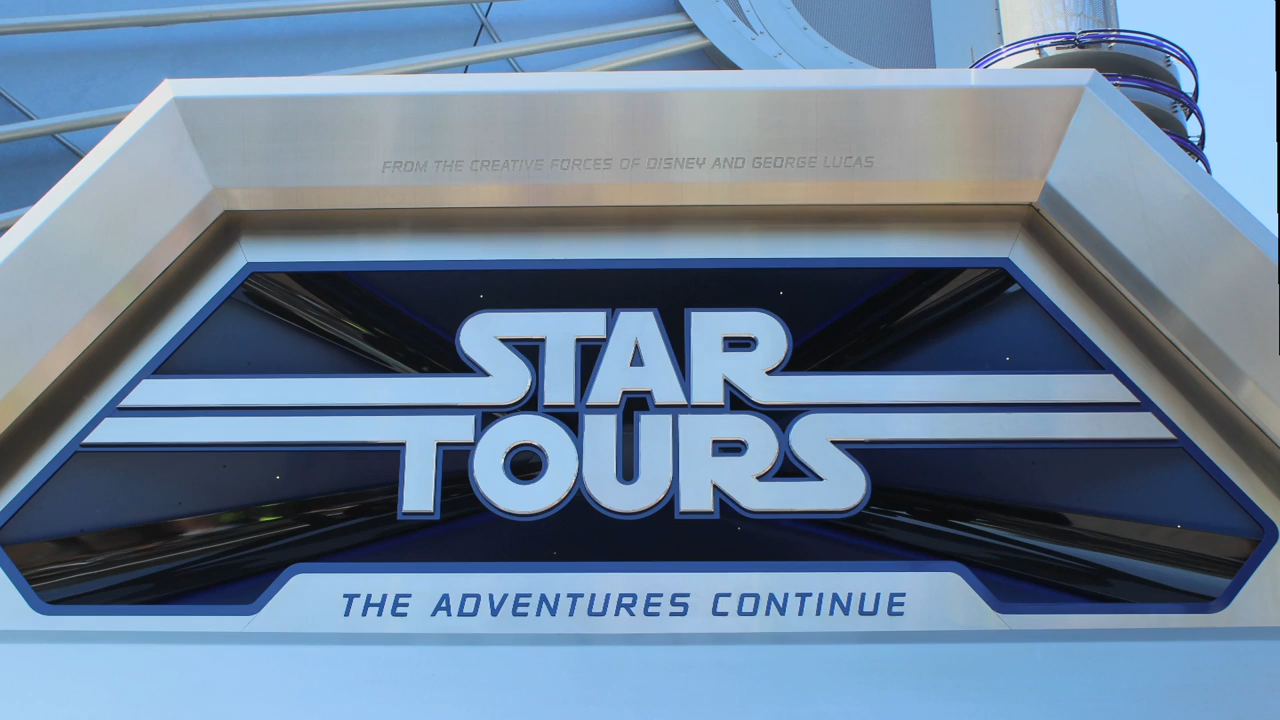 FROM THE CREATIVE FORCES OF DISNEY AND GEORGE LUCAS
STAR
TOURS
THE ADVENTURES CONTINUE